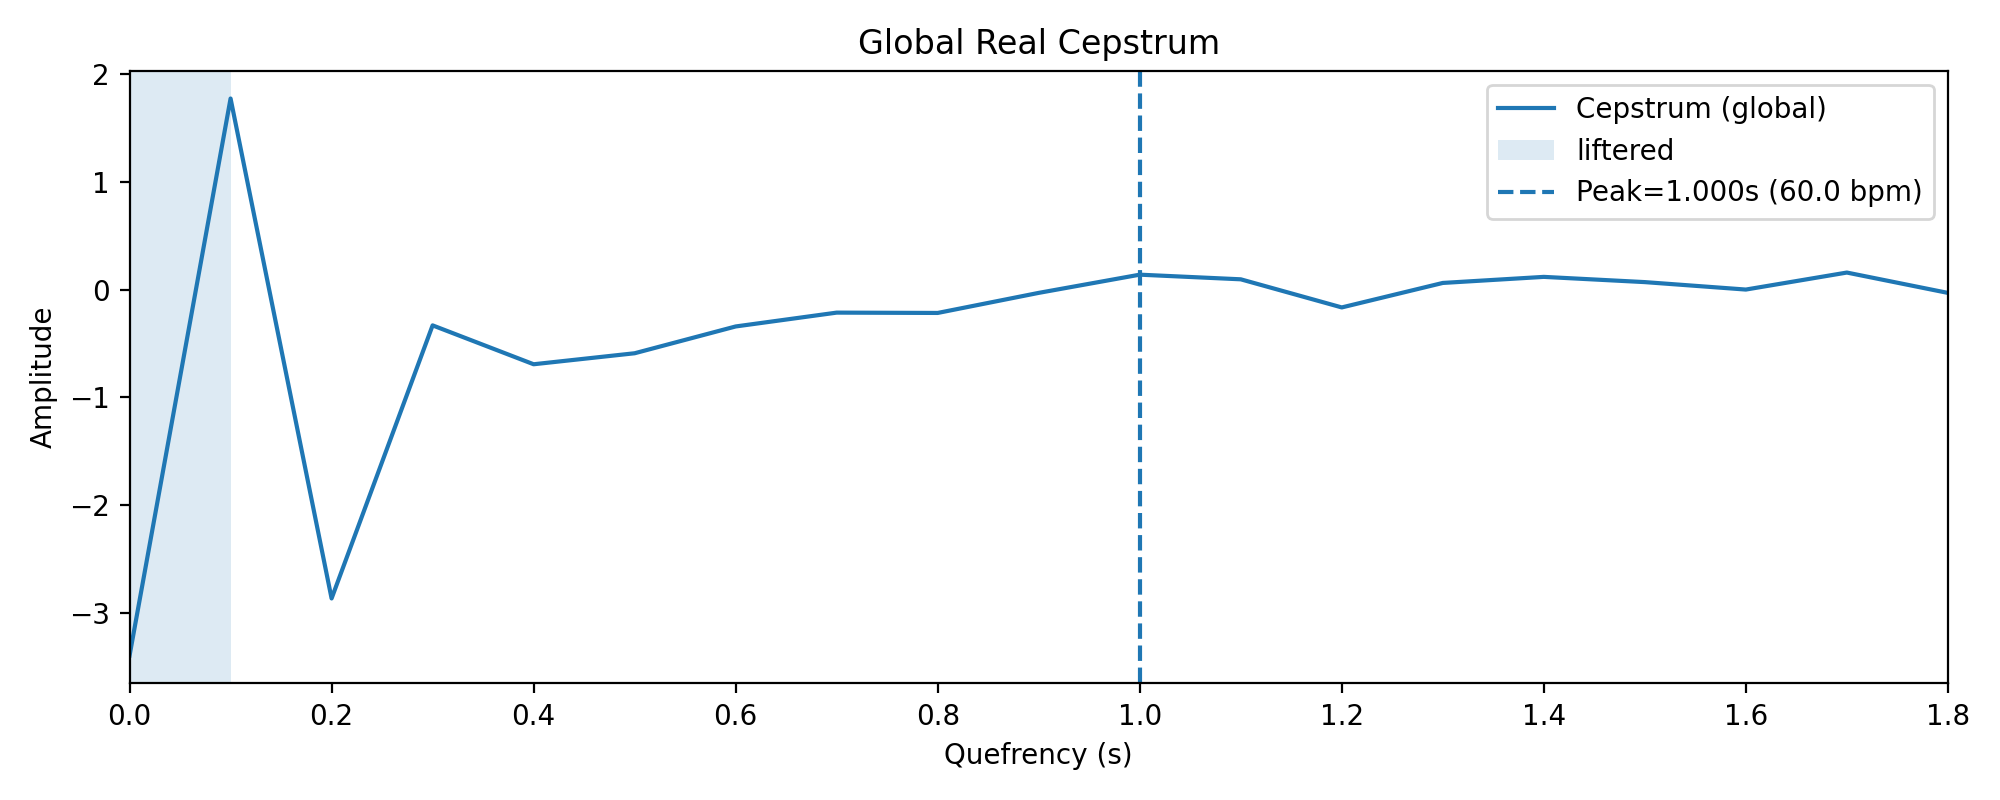 Global Real Cepstrum
2
1
0
−1
−2
−3
Amplitude
Cepstrum (global)
liftered
Peak=1.000s (60.0 bpm)
0.0 0.2 0.4 0.6 0.8 1.0 1.2 1.4 1.6 1.8
Quefrency (s)